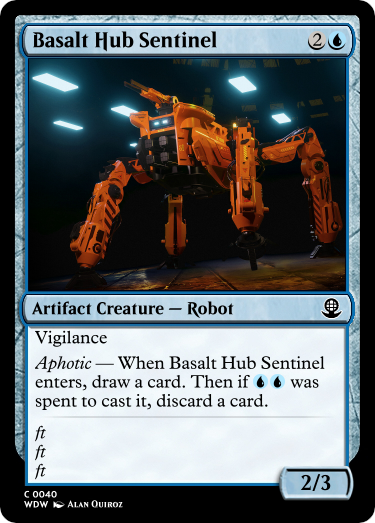 Basalt Hub Sentinel 2
Artifact Creature — Robot
Vigilance
Aphotic — When Basalt Hub Sentinel
enters, draw a card. Then if was
spent to cast it, discard a card.
ft
ft
ft
2/3
C 0040
WDW Alan Quiroz